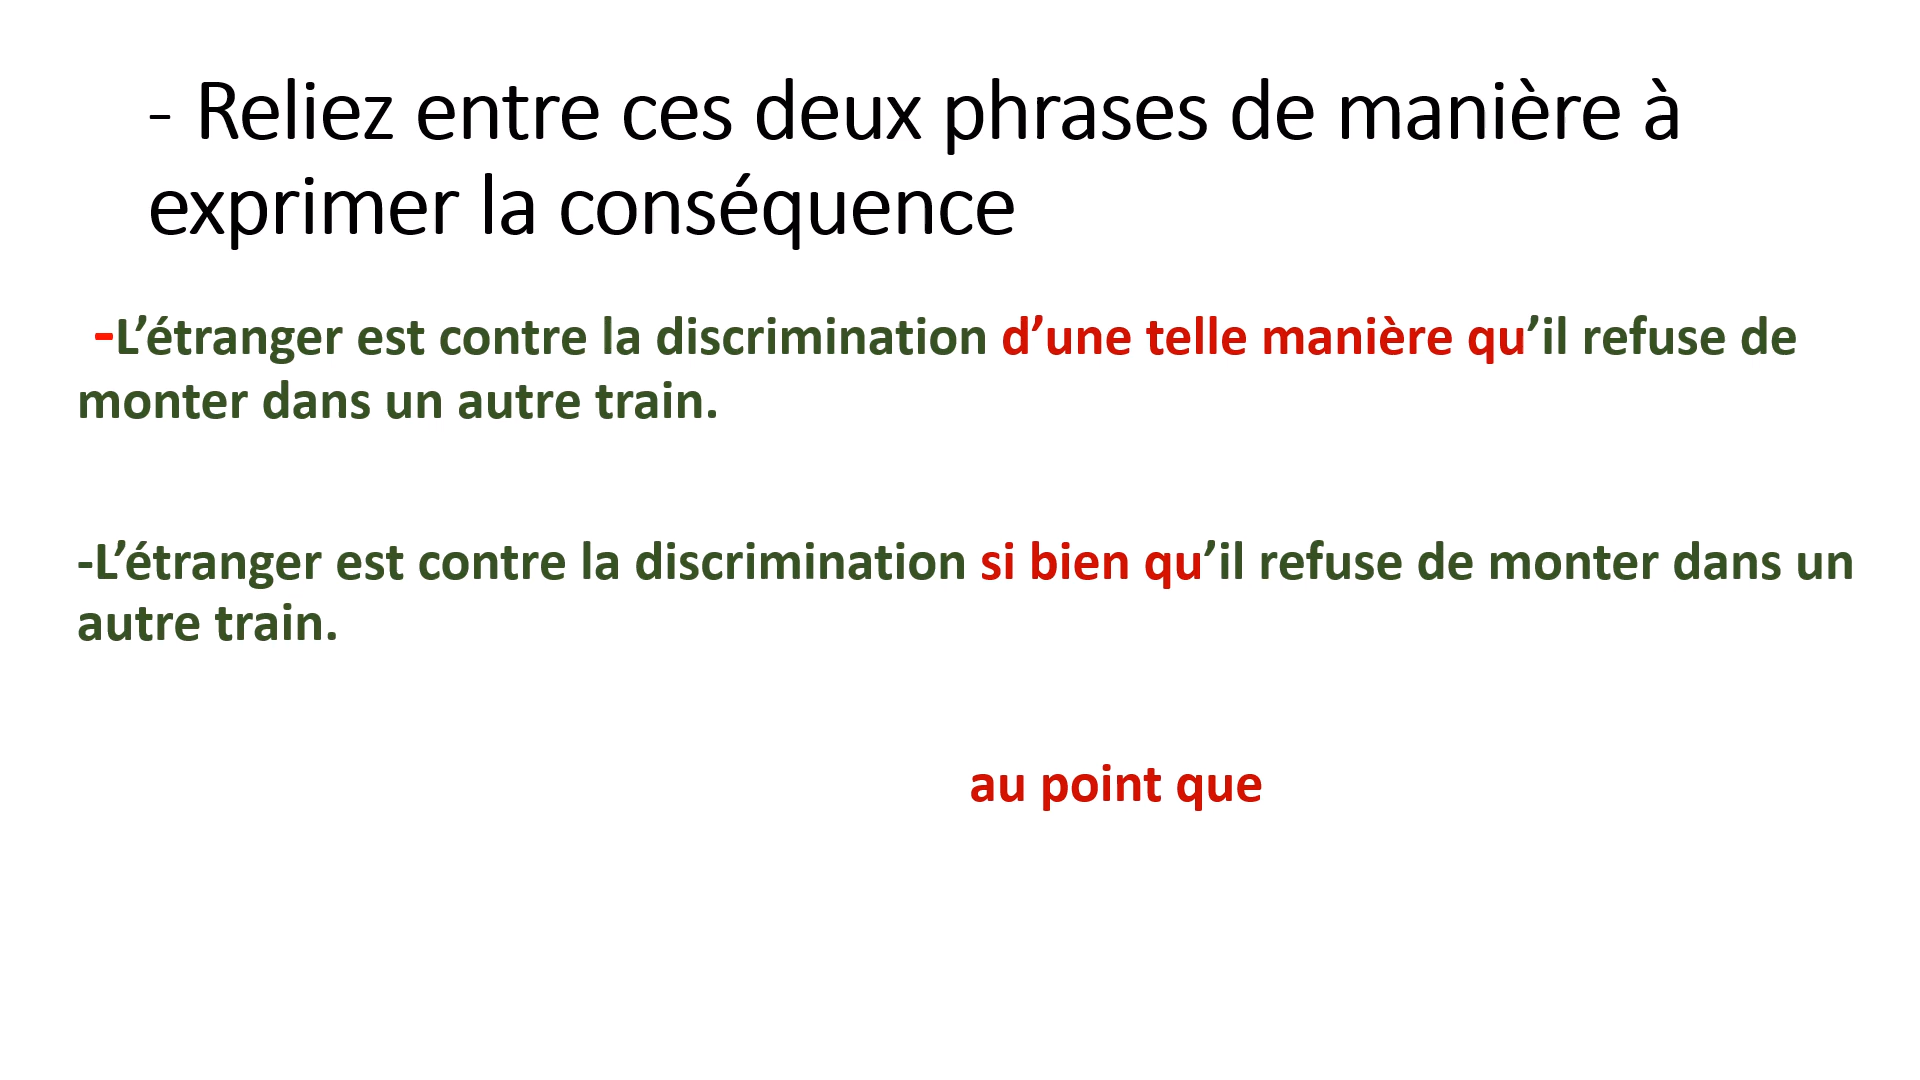 - Reliez entre ces deux phrases de manière à
exprimer la conséquence
-L’étranger est contre la discrimination d’une telle manière qu’il refuse de
monter dans un autre train.
-L’étranger est contre la discrimination si bien qu’il refuse de monter dans un
autre train.
au point que